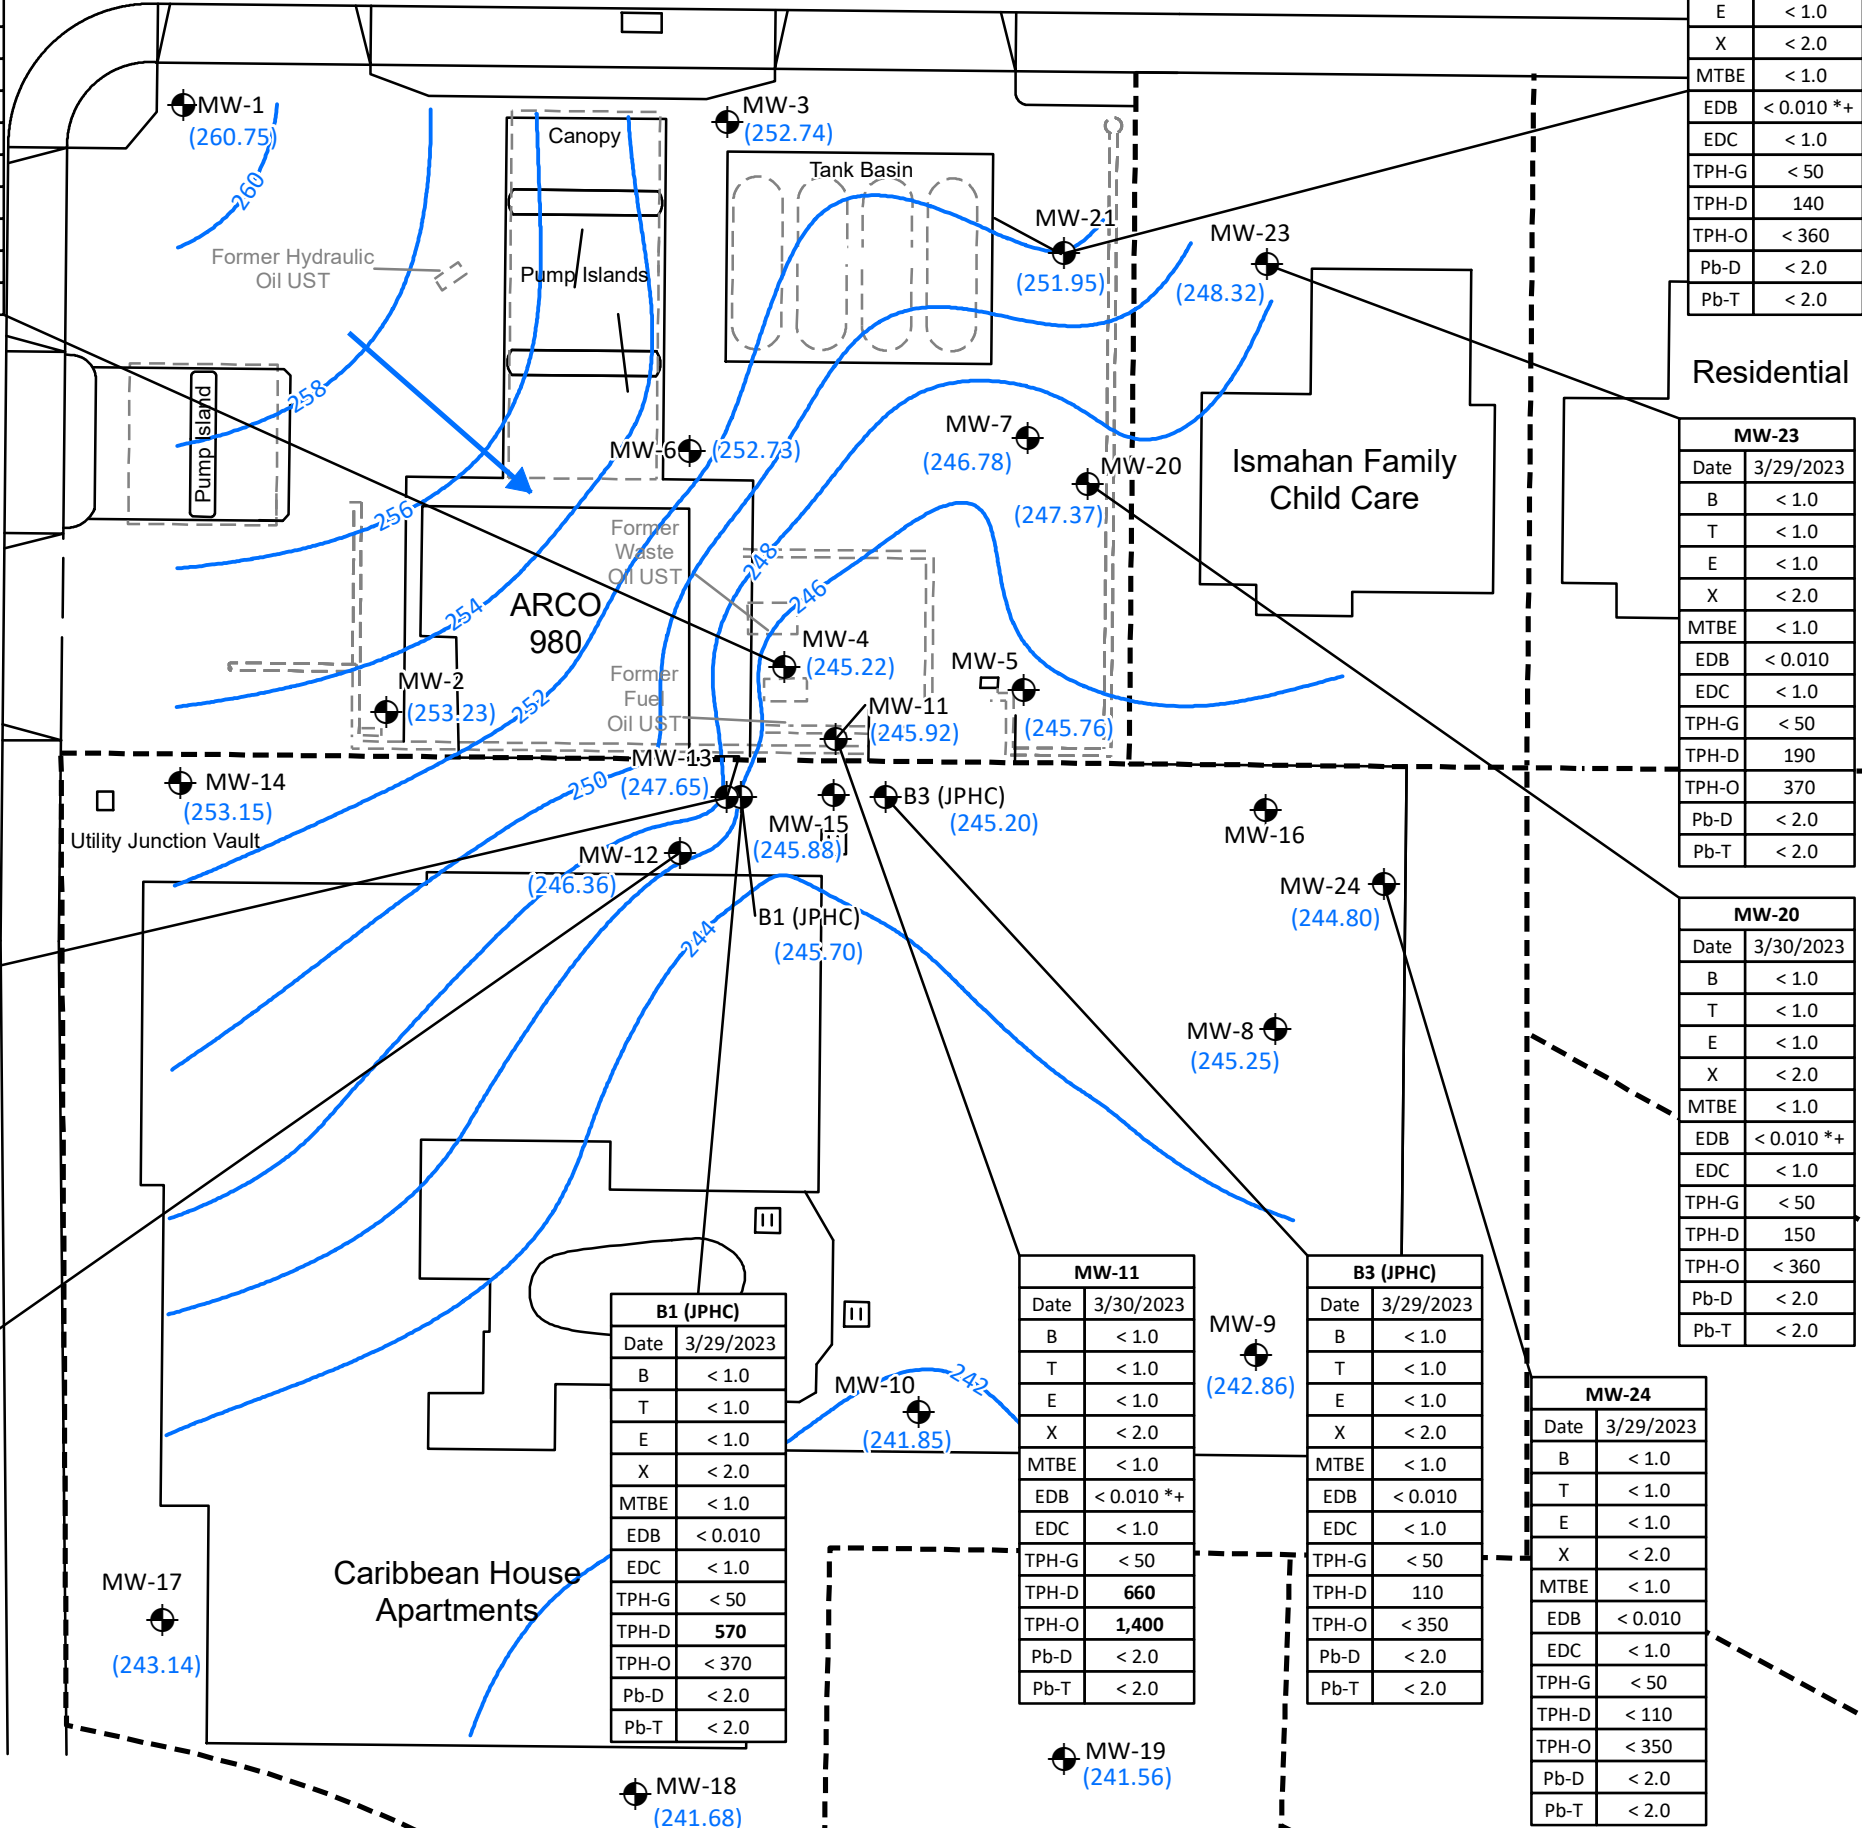 MW-1
(260.75)
260
Canopy
MW-3
(252.74)
Tank Basin
MW-21
(251.95)
MW-23
(248.32)
Former Hydraulic
Oil UST
Pump Islands
258
Pump Island
256
254
252
250
248
246
244
242
MW-6
(252.73)
MW-7
(246.78)
MW-20
(247.37)
Ismahan Family
Child Care
Residential
Former
Waste
Oil UST
ARCO
980
MW-4
(245.22)
MW-5
(245.76)
Former
Fuel
Oil UST
MW-2
(253.23)
MW-11
(245.92)
MW-13
(247.65)
MW-14
(253.15)
Utility Junction Vault
MW-15
(245.88)
B3 (JPHC)
(245.20)
MW-16
MW-12
(246.36)
B1 (JPHC)
(245.70)
MW-24
(244.80)
MW-8
(245.25)
MW-9
(242.86)
MW-10
(241.85)
Caribbean House
Apartments
MW-17
(243.14)
MW-18
(241.68)
MW-19
(241.56)
E < 1.0
X < 2.0
MTBE < 1.0
EDB < 0.010 *+
EDC < 1.0
TPH-G < 50
TPH-D 140
TPH-O < 360
Pb-D < 2.0
Pb-T < 2.0
MW-23
Date 3/29/2023
B < 1.0
T < 1.0
E < 1.0
X < 2.0
MTBE < 1.0
EDB < 0.010
EDC < 1.0
TPH-G < 50
TPH-D 190
TPH-O 370
Pb-D < 2.0
Pb-T < 2.0
MW-20
Date 3/30/2023
B < 1.0
T < 1.0
E < 1.0
X < 2.0
MTBE < 1.0
EDB < 0.010 *+
EDC < 1.0
TPH-G < 50
TPH-D 150
TPH-O < 360
Pb-D < 2.0
Pb-T < 2.0
B1 (JPHC)
Date 3/29/2023
B < 1.0
T < 1.0
E < 1.0
X < 2.0
MTBE < 1.0
EDB < 0.010
EDC < 1.0
TPH-G < 50
TPH-D 570
TPH-O < 370
Pb-D < 2.0
Pb-T < 2.0
MW-11
Date 3/30/2023
B < 1.0
T < 1.0
E < 1.0
X < 2.0
MTBE < 1.0
EDB < 0.010 *+
EDC < 1.0
TPH-G < 50
TPH-D 660
TPH-O 1,400
Pb-D < 2.0
Pb-T < 2.0
B3 (JPHC)
Date 3/29/2023
B < 1.0
T < 1.0
E < 1.0
X < 2.0
MTBE < 1.0
EDB < 0.010
EDC < 1.0
TPH-G < 50
TPH-D 110
TPH-O < 350
Pb-D < 2.0
Pb-T < 2.0
MW-24
Date 3/29/2023
B < 1.0
T < 1.0
E < 1.0
X < 2.0
MTBE < 1.0
EDB < 0.010
EDC < 1.0
TPH-G < 50
TPH-D < 110
TPH-O < 350
Pb-D < 2.0
Pb-T < 2.0